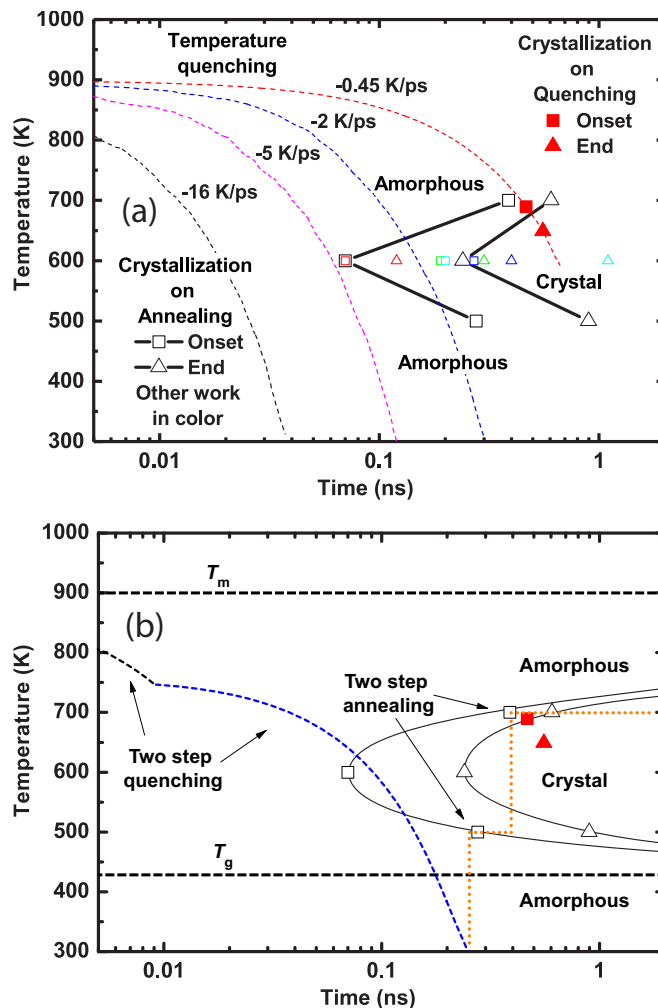 1000
900
800
700
600
500
400
300
Temperature (K)
Temperature
quenching
-0.45 K/ps
-2 K/ps
-5 K/ps
-16 K/ps
Crystallization
on
Quenching
Onset
End
Amorphous
(a)
Crystal
Crystallization
on
Annealing
Onset
End
Other work
in color
Amorphous
0.01
0.1
1
Time (ns)
1000
900
800
700
600
500
400
300
Temperature (K)
Tm
(b)
Amorphous
Two step
annealing
Two step
quenching
Crystal
Tg
Amorphous
0.01
0.1
1
Time (ns)